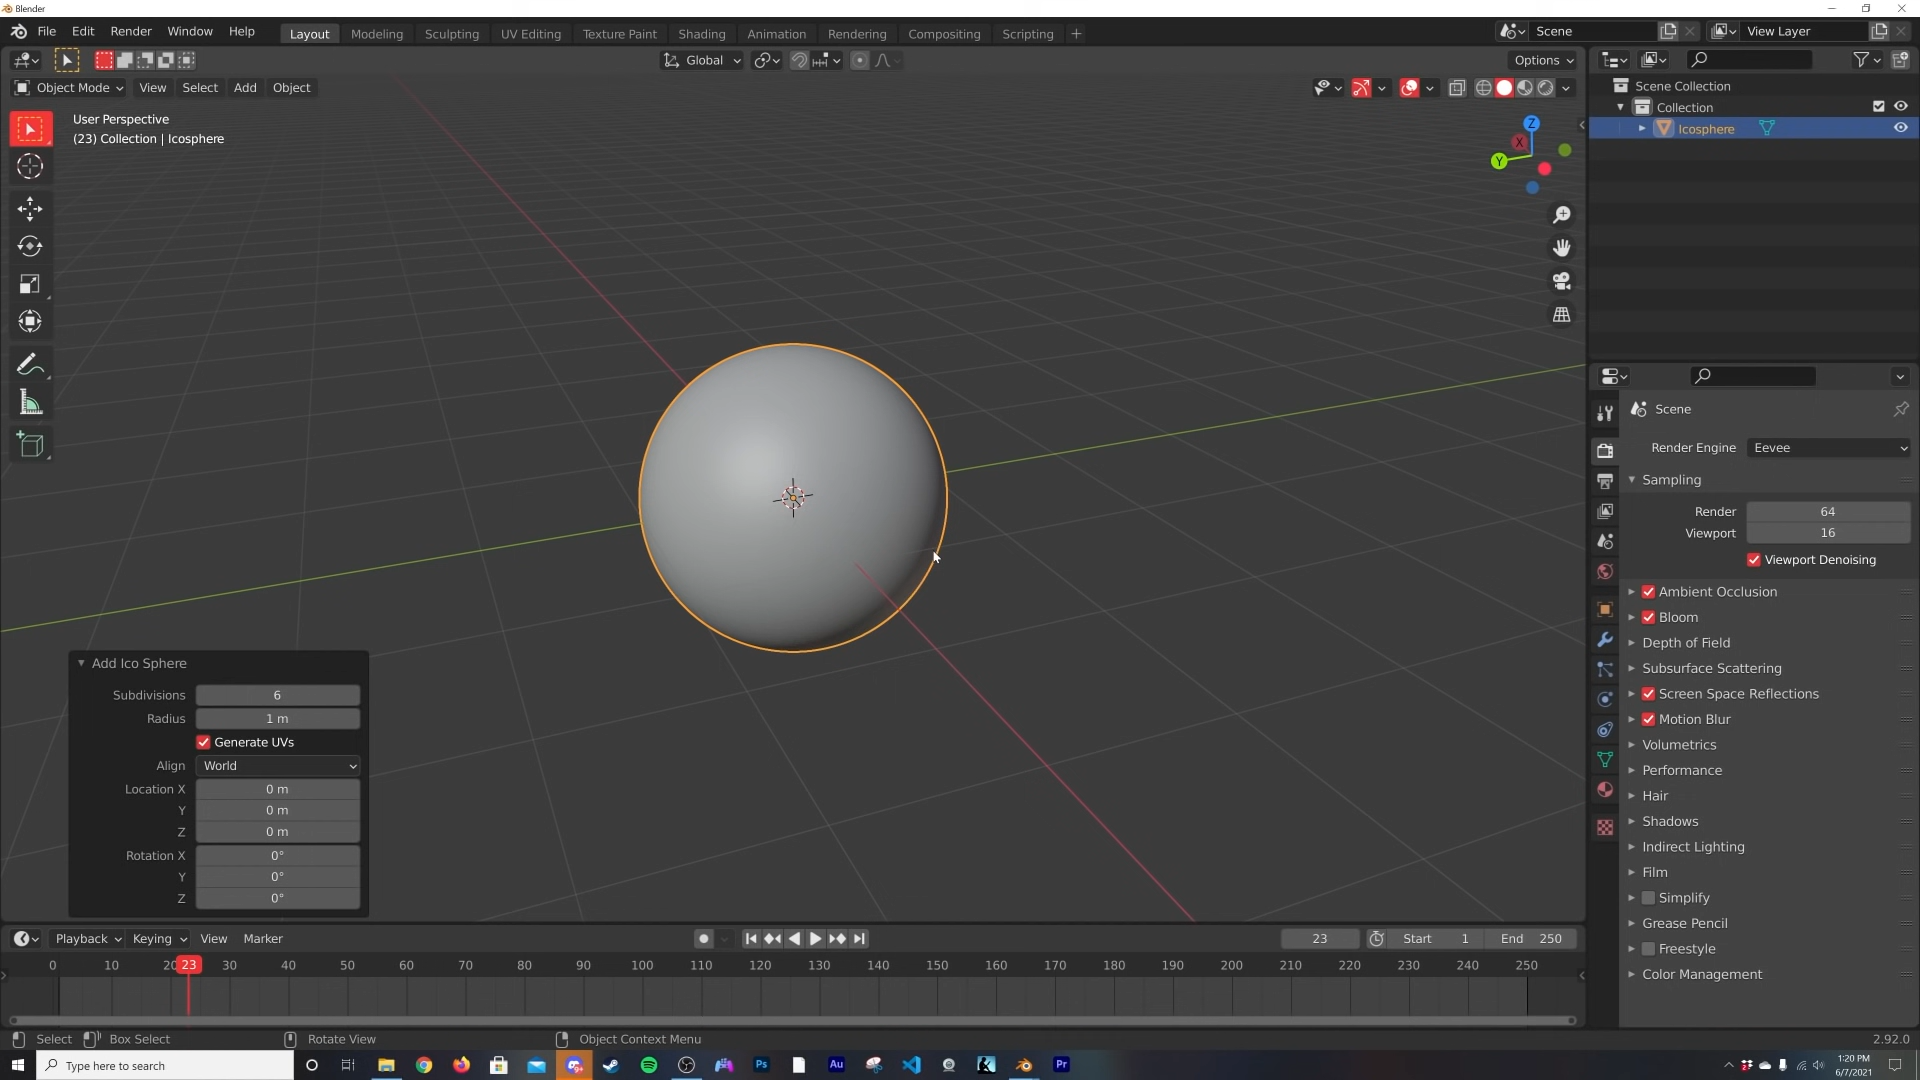 Blender
File Edit Render Window Help Layout Modeling Sculpting UV Editing Texture Paint Shading Animation Rendering Compositing Scripting + Scene View Layer
Global Options
Object Mode View Select Add Object
User Perspective
(23) Collection | Icosphere
Z
X
Y
Scene Collection
Collection
Icosphere
Scene
Render Engine Eevee
Sampling
Render 64
Viewport 16
Viewport Denoising
Ambient Occlusion
Bloom
Depth of Field
Subsurface Scattering
Screen Space Reflections
Motion Blur
Volumetrics
Performance
Hair
Shadows
Indirect Lighting
Film
Simplify
Grease Pencil
Freestyle
Color Management
Add Ico Sphere
Subdivisions 6
Radius 1 m
Generate UVs
Align World
Location X 0 m
Y 0 m
Z 0 m
Rotation X 0°
Y 0°
Z 0°
Playback Keying View Marker 23 Start 1 End 250
0 10 20 23 30 40 50 60 70 80 90 100 110 120 130 140 150 160 170 180 190 200 210 220 230 240 250
Select Box Select Rotate View Object Context Menu 2.92.0
Type here to search Ps Au Pr
1:20 PM
6/7/2021